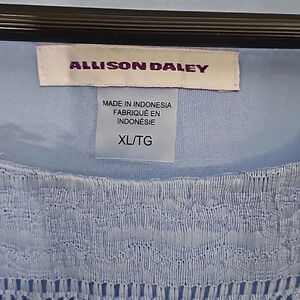 ALLISON DALEY
MADE IN INDONESIA
FABRIQUÉ EN
INDONÉSIE
XL/TG